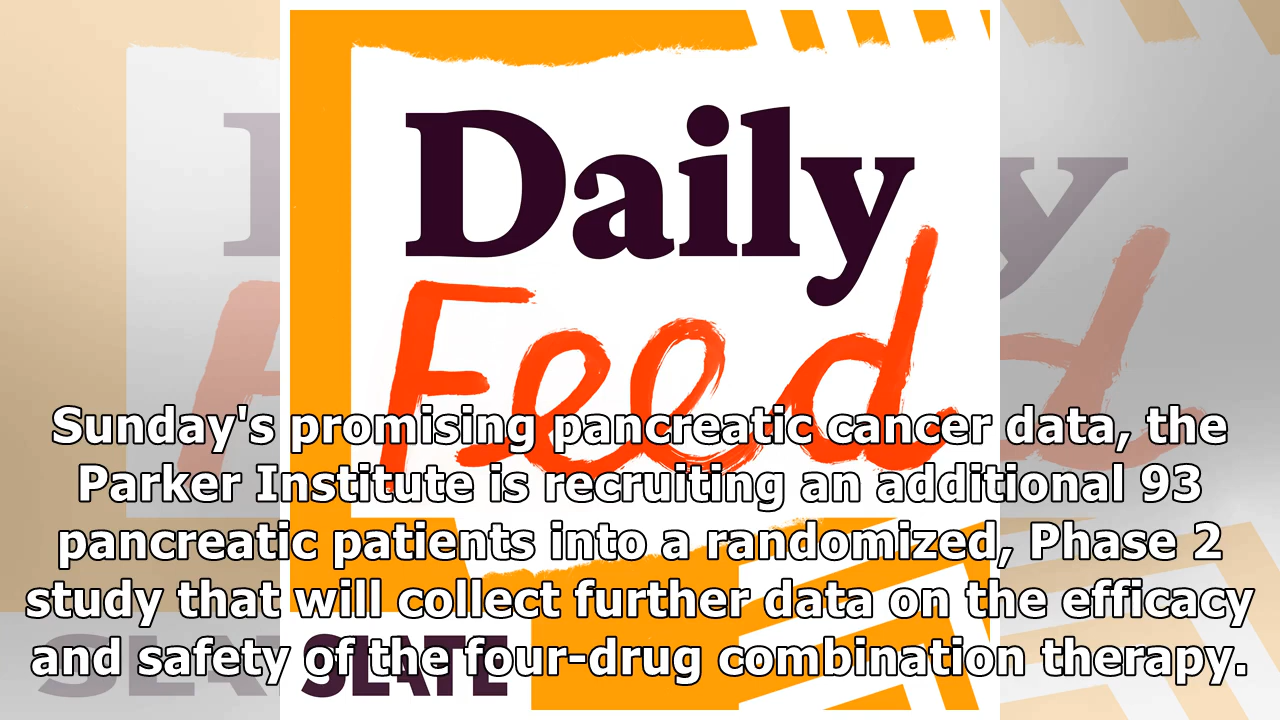 Daily
Feed
Sunday's promising pancreatic cancer data, the
Parker Institute is recruiting an additional 93
pancreatic patients into a randomized, Phase 2
study that will collect further data on the efficacy
and safety of the four-drug combination therapy.
SLATE